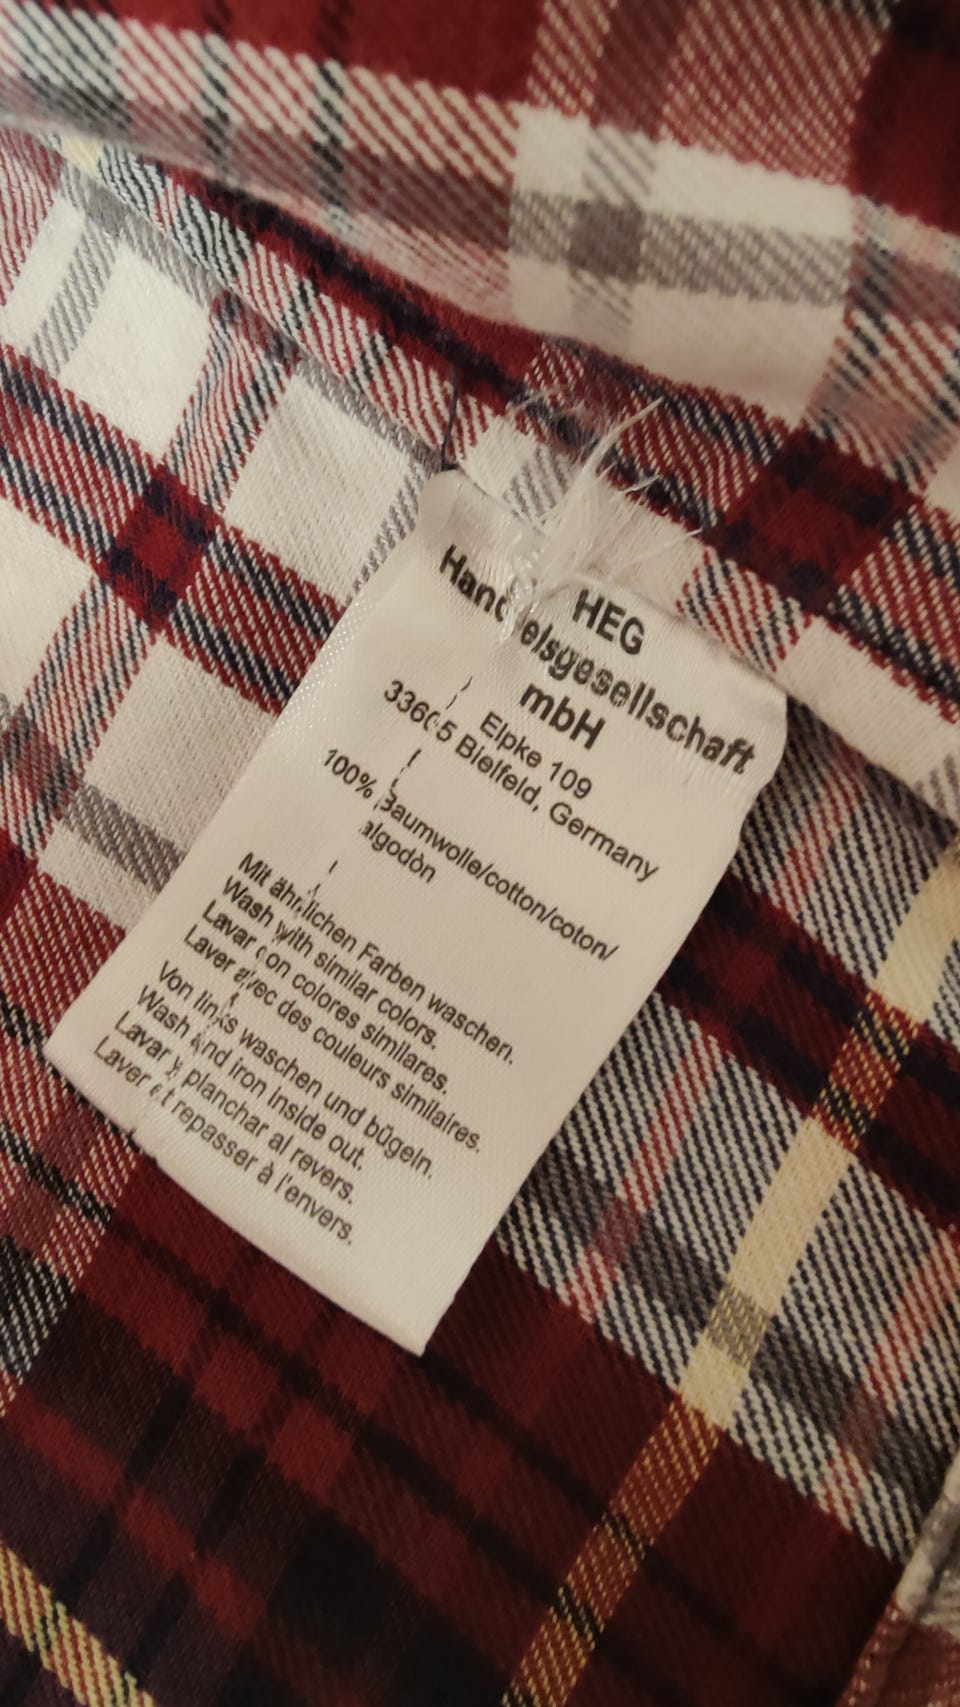 HEG
Handelsgesellschaft
mbH
Elpke 109
33605 Bielfeld, Germany
100% Baumwolle/cotton/coton/
algodòn
Mit ähnlichen Farben waschen.
Wash with similar colors.
Lavar con colores similares.
Laver avec des couleurs similaires.
Von links waschen und bügeln.
Wash and iron inside out.
Lavar y planchar al revers.
Laver et repasser à l'envers.